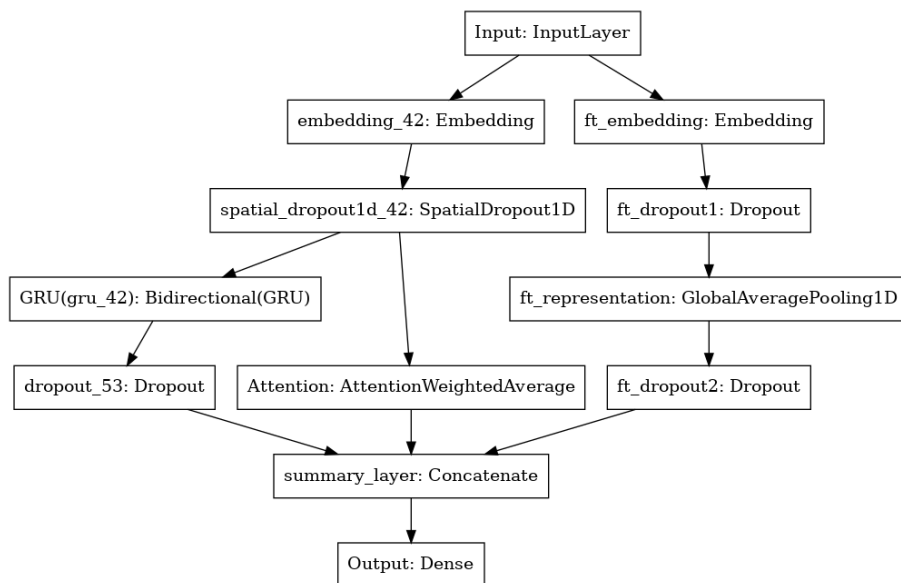 Input: InputLayer
embedding_42: Embedding
ft_embedding: Embedding
spatial_dropout1d_42: SpatialDropout1D
ft_dropout1: Dropout
GRU(gru_42): Bidirectional(GRU)
ft_representation: GlobalAveragePooling1D
dropout_53: Dropout
Attention: AttentionWeightedAverage
ft_dropout2: Dropout
summary_layer: Concatenate
Output: Dense